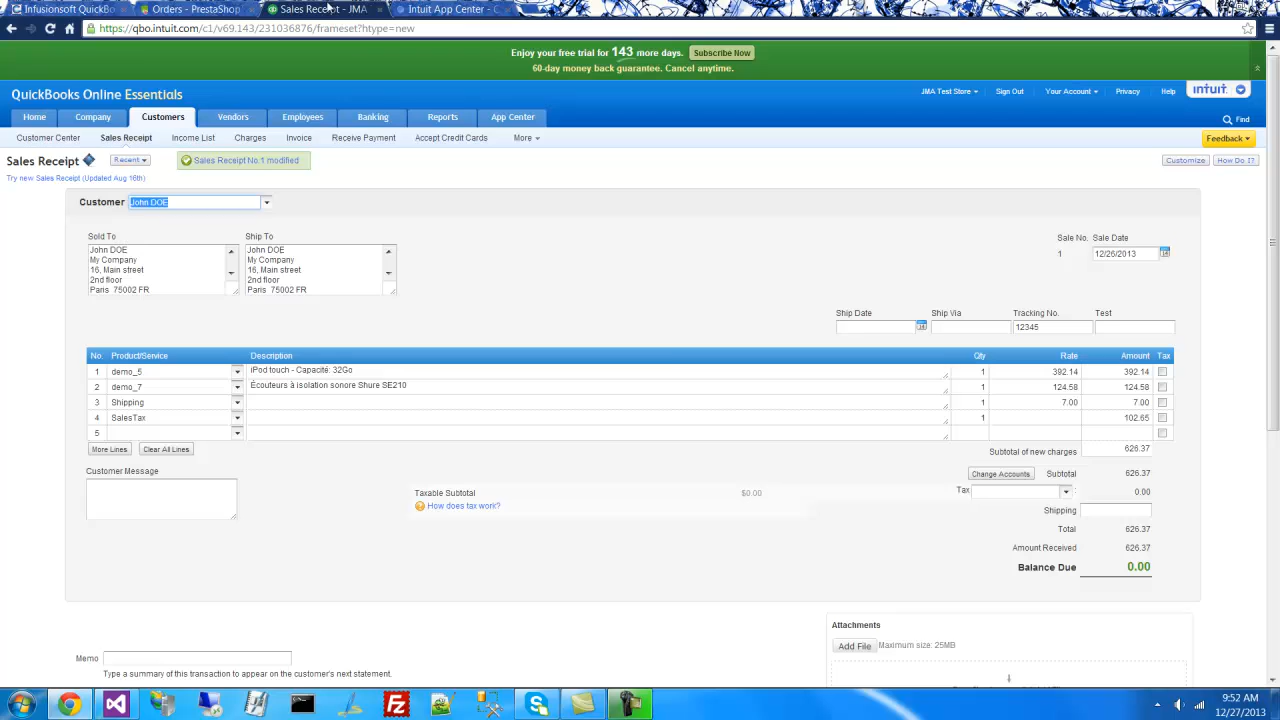 Infusionsoft QuickBo
Orders - PrestaShop
Sales Receipt - JMA
Intuit App Center - C
https://qbo.intuit.com/c1/v69.143/231036876/frameset?htype=new
Enjoy your free trial for 143 more days. Subscribe Now
60-day money back guarantee. Cancel anytime.
QuickBooks Online Essentials
JMA Test Store Sign Out Your Account Privacy Help intuit.
Home Company Customers Vendors Employees Banking Reports App Center
Find
Customer Center Sales Receipt Income List Charges Invoice Receive Payment Accept Credit Cards More
Feedback
Sales Receipt Recent Sales Receipt No.1 modified
Customize How Do I?
Try new Sales Receipt (Updated Aug 16th)
Customer John DOE
Sold To
John DOE
My Company
16, Main street
2nd floor
Paris 75002 FR
Ship To
John DOE
My Company
16, Main street
2nd floor
Paris 75002 FR
Sale No. Sale Date
1 12/26/2013
Ship Date Ship Via Tracking No. Test
12345
No. Product/Service Description Qty Rate Amount Tax
1 demo_5 iPod touch - Capacité: 32Go 1 392.14 392.14
2 demo_7 Écouteurs à isolation sonore Shure SE210 1 124.58 124.58
3 Shipping 1 7.00 7.00
4 SalesTax 1 102.65
5
More Lines Clear All Lines
Subtotal of new charges 626.37
Customer Message
Change Accounts Subtotal 626.37
Taxable Subtotal $0.00
Tax 0.00
How does tax work?
Shipping
Total 626.37
Amount Received 626.37
Balance Due 0.00
Attachments
Add File Maximum size: 25MB
Memo
Type a summary of this transaction to appear on the customer's next statement.
9:52 AM
12/27/2013